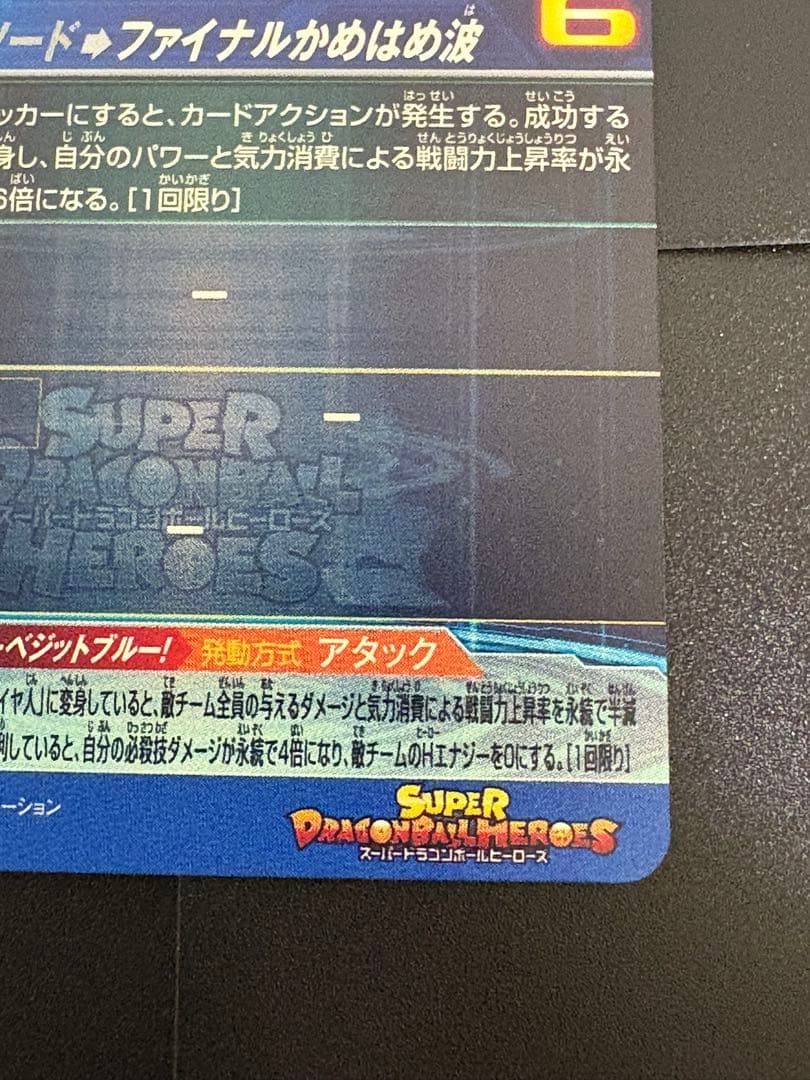 ソード➡ファイナルかめはめ波
6
ッカーにすると、カードアクションが発生する。成功する
身し、自分のパワーと気力消費による戦闘力上昇率が永
6倍になる。[1回限り]
SUPER
DRAGONBALL
スーパードラゴンボールヒーローズ
HEROES
ーベジットブルー! 発動方式 アタック
イヤ人」に変身していると、敵チーム全員の与えるダメージと気力消費による戦闘力上昇率を永続で半減
利していると、自分の必殺技ダメージが永続で4倍になり、敵チームのHエナジーを0にする。[1回限り]
ーション
SUPER
DRAGONBALL HEROES
スーパードラゴンボールヒーローズ